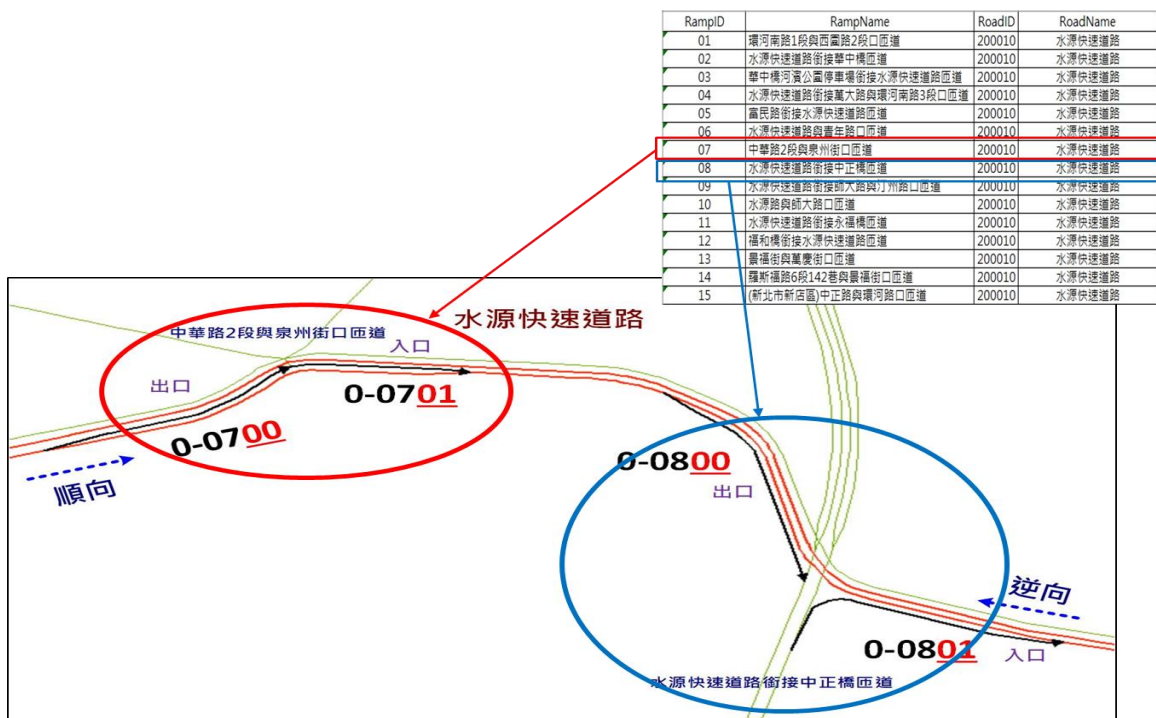 RampID RampName RoadID RoadName
01 環河南路1段與西園路2段口匝道 200010 水源快速道路
02 水源快速道路銜接華中橋匝道 200010 水源快速道路
03 華中橋河濱公園停車場銜接水源快速道路匝道 200010 水源快速道路
04 水源快速道路銜接萬大路與環河南路3段口匝道 200010 水源快速道路
05 富民路銜接水源快速道路匝道 200010 水源快速道路
06 水源快速道路與青年路口匝道 200010 水源快速道路
07 中華路2段與泉州街口匝道 200010 水源快速道路
08 水源快速道路銜接中正橋匝道 200010 水源快速道路
09 水源快速道路銜接師大路與汀州路口匝道 200010 水源快速道路
10 水源路與師大路口匝道 200010 水源快速道路
11 水源快速道路銜接永福橋匝道 200010 水源快速道路
12 福和橋銜接水源快速道路匝道 200010 水源快速道路
13 景福街與萬慶街口匝道 200010 水源快速道路
14 羅斯福路6段142巷與景福街口匝道 200010 水源快速道路
15 (新北市新店區)中正路與環河路口匝道 200010 水源快速道路
水源快速道路
中華路2段與泉州街口匝道
入口
出口
0-0701
0-0700
順向
0-0800
出口
逆向
0-0801
入口
水源快速道路銜接中正橋匝道